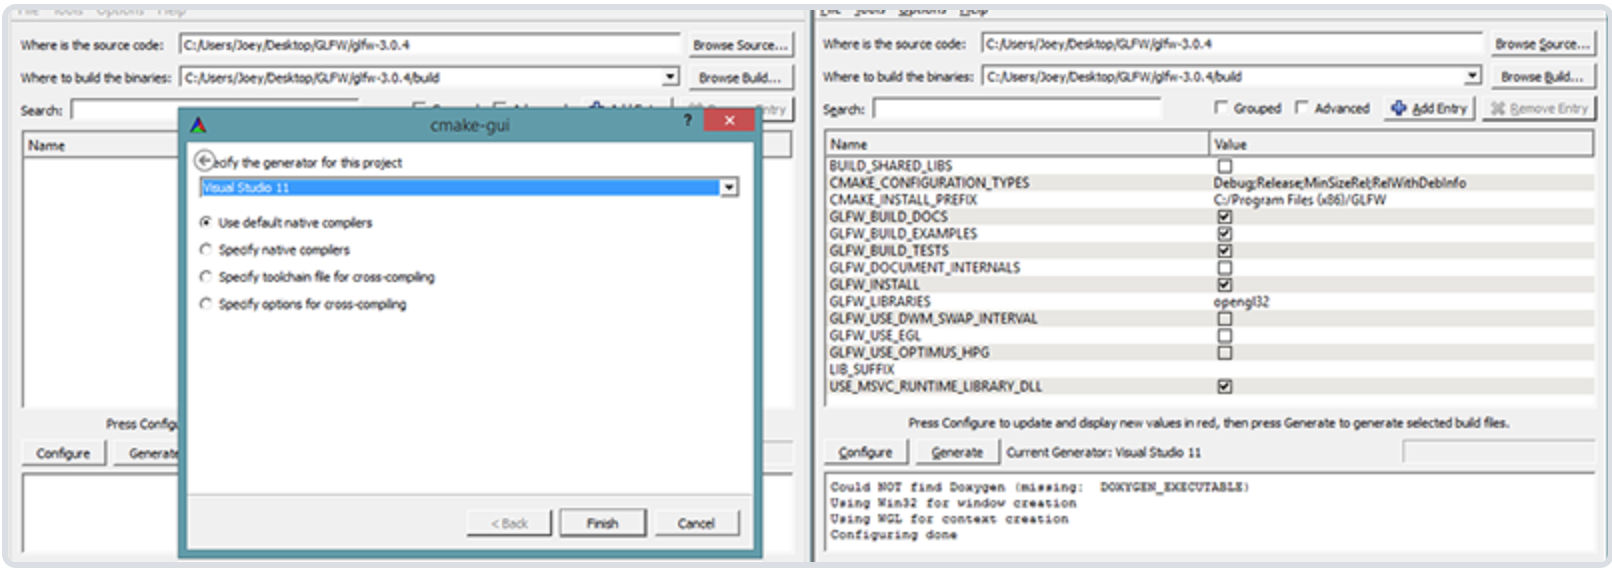 File Tools Options Help
Where is the source code: C:/Users/Joey/Desktop/GLFW/glfw-3.0.4 Browse Source...
Where to build the binaries: C:/Users/Joey/Desktop/GLFW/glfw-3.0.4/build Browse Build...
Search:
Name
cmake-gui ?
ecify the generator for this project
Visual Studio 11
Use default native compilers
Specify native compilers
Specify toolchain file for cross-compiling
Specify options for cross-compiling
Press Configu
Configure Generate
< Back Finish Cancel
File Tools Options Help
Where is the source code: C:/Users/Joey/Desktop/GLFW/glfw-3.0.4 Browse Source...
Where to build the binaries: C:/Users/Joey/Desktop/GLFW/glfw-3.0.4/build Browse Build...
Search: Grouped Advanced Add Entry Remove Entry
Name Value
BUILD_SHARED_LIBS
CMAKE_CONFIGURATION_TYPES Debug;Release;MinSizeRel;RelWithDebInfo
CMAKE_INSTALL_PREFIX C:/Program Files (x86)/GLFW
GLFW_BUILD_DOCS
GLFW_BUILD_EXAMPLES
GLFW_BUILD_TESTS
GLFW_DOCUMENT_INTERNALS
GLFW_INSTALL
GLFW_LIBRARIES opengl32
GLFW_USE_DWM_SWAP_INTERVAL
GLFW_USE_EGL
GLFW_USE_OPTIMUS_HPG
LIB_SUFFIX
USE_MSVC_RUNTIME_LIBRARY_DLL
Press Configure to update and display new values in red, then press Generate to generate selected build files.
Configure Generate Current Generator: Visual Studio 11
Could NOT find Doxygen (missing: DOXYGEN_EXECUTABLE)
Using Win32 for window creation
Using WGL for context creation
Configuring done